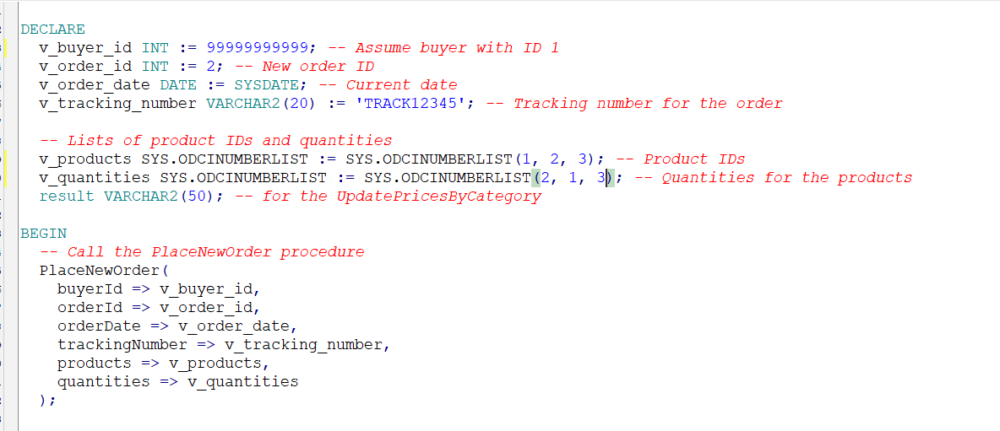 DECLARE
  v_buyer_id INT := 99999999999; -- Assume buyer with ID 1
  v_order_id INT := 2; -- New order ID
  v_order_date DATE := SYSDATE; -- Current date
  v_tracking_number VARCHAR2(20) := 'TRACK12345'; -- Tracking number for the order
  -- Lists of product IDs and quantities
  v_products SYS.ODCINUMBERLIST := SYS.ODCINUMBERLIST(1, 2, 3); -- Product IDs
  v_quantities SYS.ODCINUMBERLIST := SYS.ODCINUMBERLIST(2, 1, 3); -- Quantities for the products
  result VARCHAR2(50); -- for the UpdatePricesByCategory
BEGIN
  -- Call the PlaceNewOrder procedure
  PlaceNewOrder(
    buyerId => v_buyer_id,
    orderId => v_order_id,
    orderDate => v_order_date,
    trackingNumber => v_tracking_number,
    products => v_products,
    quantities => v_quantities
  );